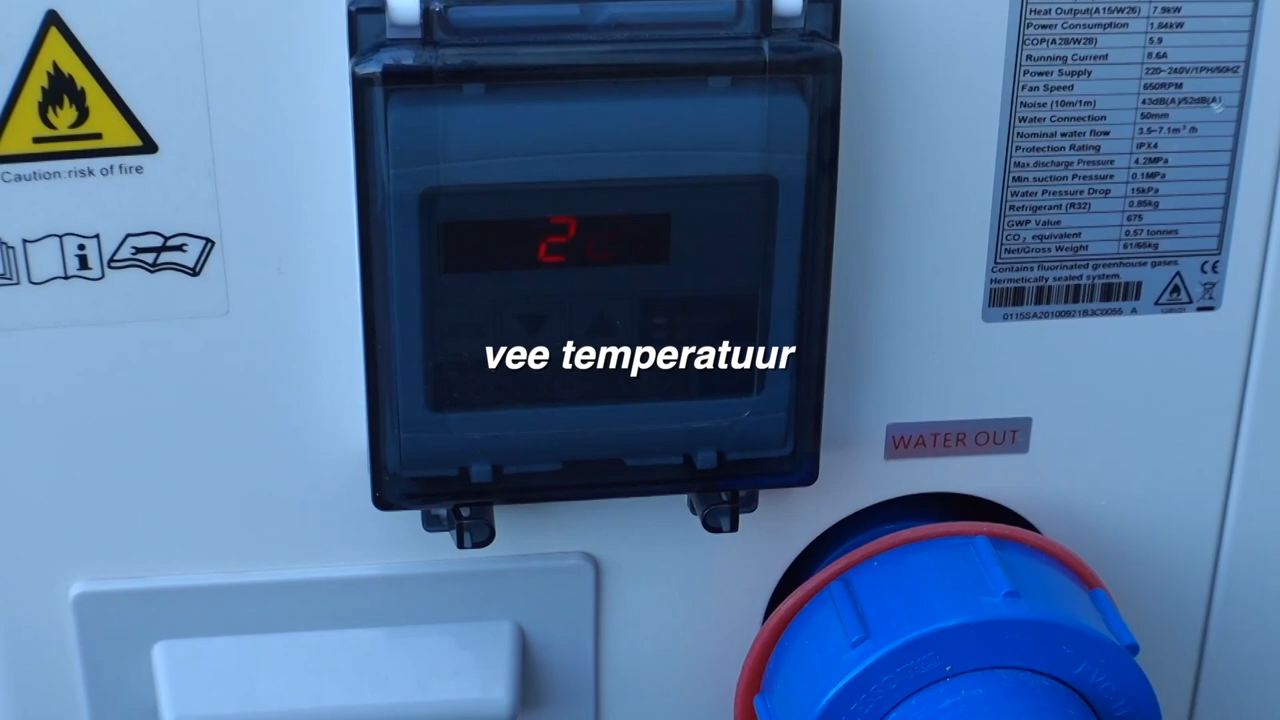 Caution:risk of fire
2
vee temperatuur
Heat Output(A15/W26) 7.9kW
Power Consumption 1.84kW
COP(A28/W28) 5.9
Running Current 8.6A
Power Supply 220~240V/1PH/50HZ
Fan Speed 650RPM
Noise (10m/1m) 43dB(A)/52dB(A)
Water Connection 50mm
Nominal water flow 3.5~7.1m³/h
Protection Rating IPX4
Max.discharge Pressure 4.2MPa
Min.suction Pressure 0.1MPa
Water Pressure Drop 15kPa
Refrigerant (R32) 0.85kg
GWP Value 675
CO₂ equivalent 0.57 tonnes
Net/Gross Weight 61/66kg
Contains fluorinated greenhouse gases.
Hermetically sealed system.
CE
0115SA20100921B3C0055 A
WATER OUT